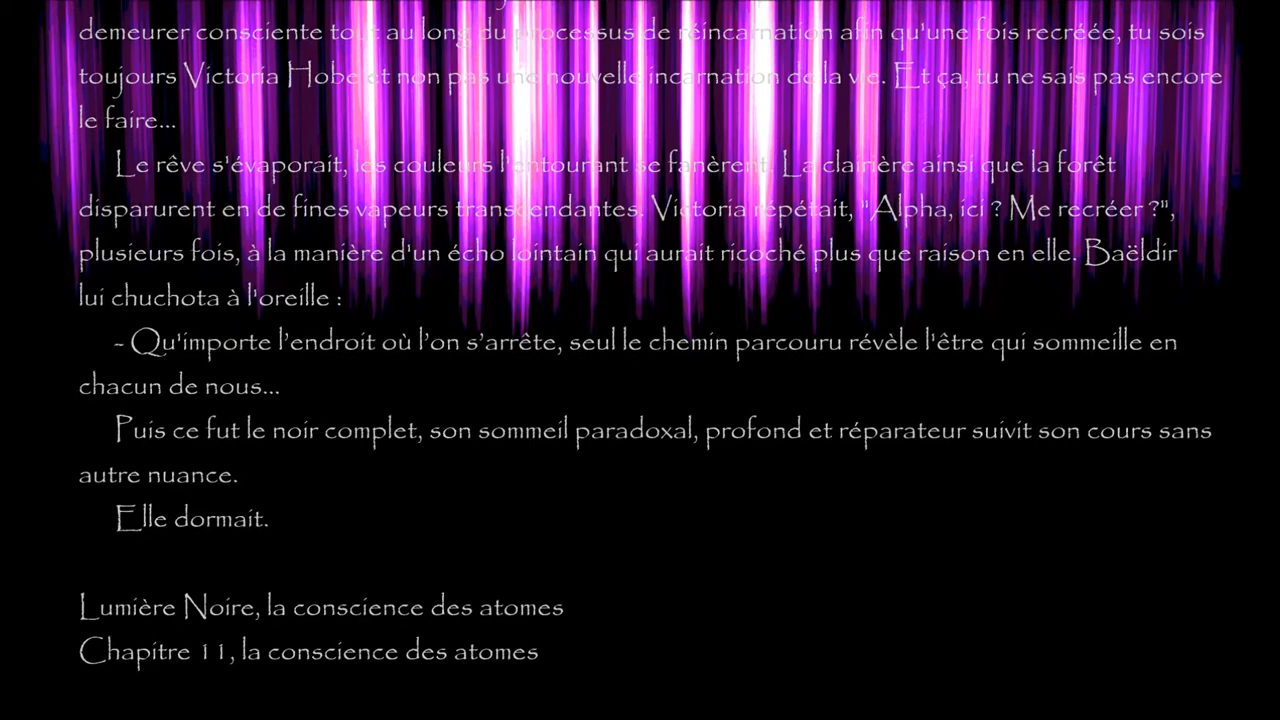 demeurer consciente tout au long du processus de réincarnation afin qu'une fois recréée, tu sois
toujours Victoria Hobe et non pas une nouvelle incarnation de la vie. Et ça, tu ne sais pas encore
le faire...
Le rêve s'évaporait, les couleurs l'entourant se fanèrent. La clairière ainsi que la forêt
disparurent en de fines vapeurs transcendantes. Victoria répétait, "Alpha, ici ? Me recréer ?",
plusieurs fois, à la manière d'un écho lointain qui aurait ricoché plus que raison en elle. Baëldir
lui chuchota à l'oreille :
- Qu'importe l’endroit où l’on s’arrête, seul le chemin parcouru révèle l'être qui sommeille en
chacun de nous...
Puis ce fut le noir complet, son sommeil paradoxal, profond et réparateur suivit son cours sans
autre nuance.
Elle dormait.
Lumière Noire, la conscience des atomes
Chapitre 11, la conscience des atomes